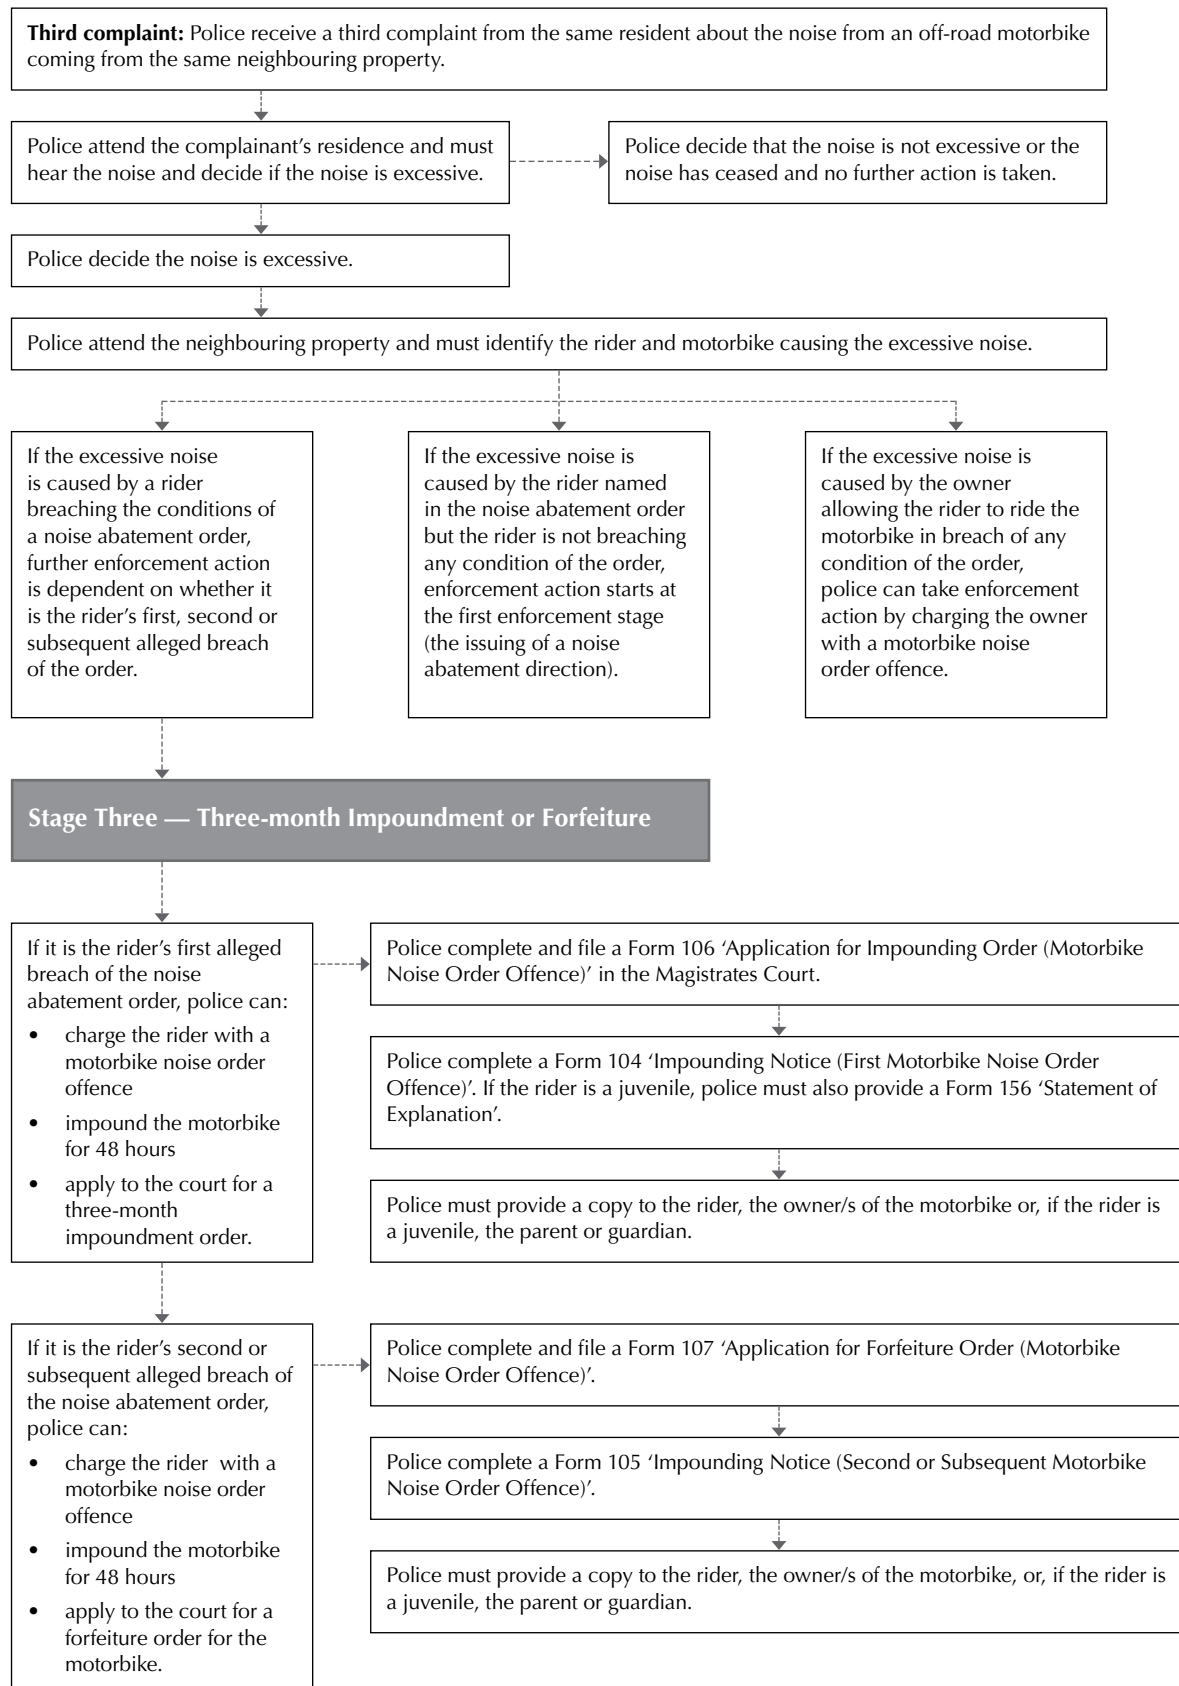 Third complaint: Police receive a third complaint from the same resident about the noise from an off-road motorbike
coming from the same neighbouring property.
Police attend the complainant’s residence and must
hear the noise and decide if the noise is excessive.
Police decide that the noise is not excessive or the
noise has ceased and no further action is taken.
Police decide the noise is excessive.
Police attend the neighbouring property and must identify the rider and motorbike causing the excessive noise.
If the excessive noise
is caused by a rider
breaching the conditions of
a noise abatement order,
further enforcement action
is dependent on whether it
is the rider’s first, second or
subsequent alleged breach
of the order.
If the excessive noise is
caused by the rider named
in the noise abatement order
but the rider is not breaching
any condition of the order,
enforcement action starts at
the first enforcement stage
(the issuing of a noise
abatement direction).
If the excessive noise is
caused by the owner
allowing the rider to ride the
motorbike in breach of any
condition of the order,
police can take enforcement
action by charging the owner
with a motorbike noise
order offence.
Stage Three — Three-month Impoundment or Forfeiture
If it is the rider’s first alleged
breach of the noise
abatement order, police can:
• charge the rider with a
motorbike noise order
offence
• impound the motorbike
for 48 hours
• apply to the court for a
three-month
impoundment order.
Police complete and file a Form 106 ‘Application for Impounding Order (Motorbike
Noise Order Offence)’ in the Magistrates Court.
Police complete a Form 104 ‘Impounding Notice (First Motorbike Noise Order
Offence)’. If the rider is a juvenile, police must also provide a Form 156 ‘Statement of
Explanation’.
Police must provide a copy to the rider, the owner/s of the motorbike or, if the rider is
a juvenile, the parent or guardian.
If it is the rider’s second or
subsequent alleged breach of
the noise abatement order,
police can:
• charge the rider with a
motorbike noise order
offence
• impound the motorbike
for 48 hours
• apply to the court for a
forfeiture order for the
motorbike.
Police complete and file a Form 107 ‘Application for Forfeiture Order (Motorbike
Noise Order Offence)’.
Police complete a Form 105 ‘Impounding Notice (Second or Subsequent Motorbike
Noise Order Offence)’.
Police must provide a copy to the rider, the owner/s of the motorbike, or, if the rider is
a juvenile, the parent or guardian.